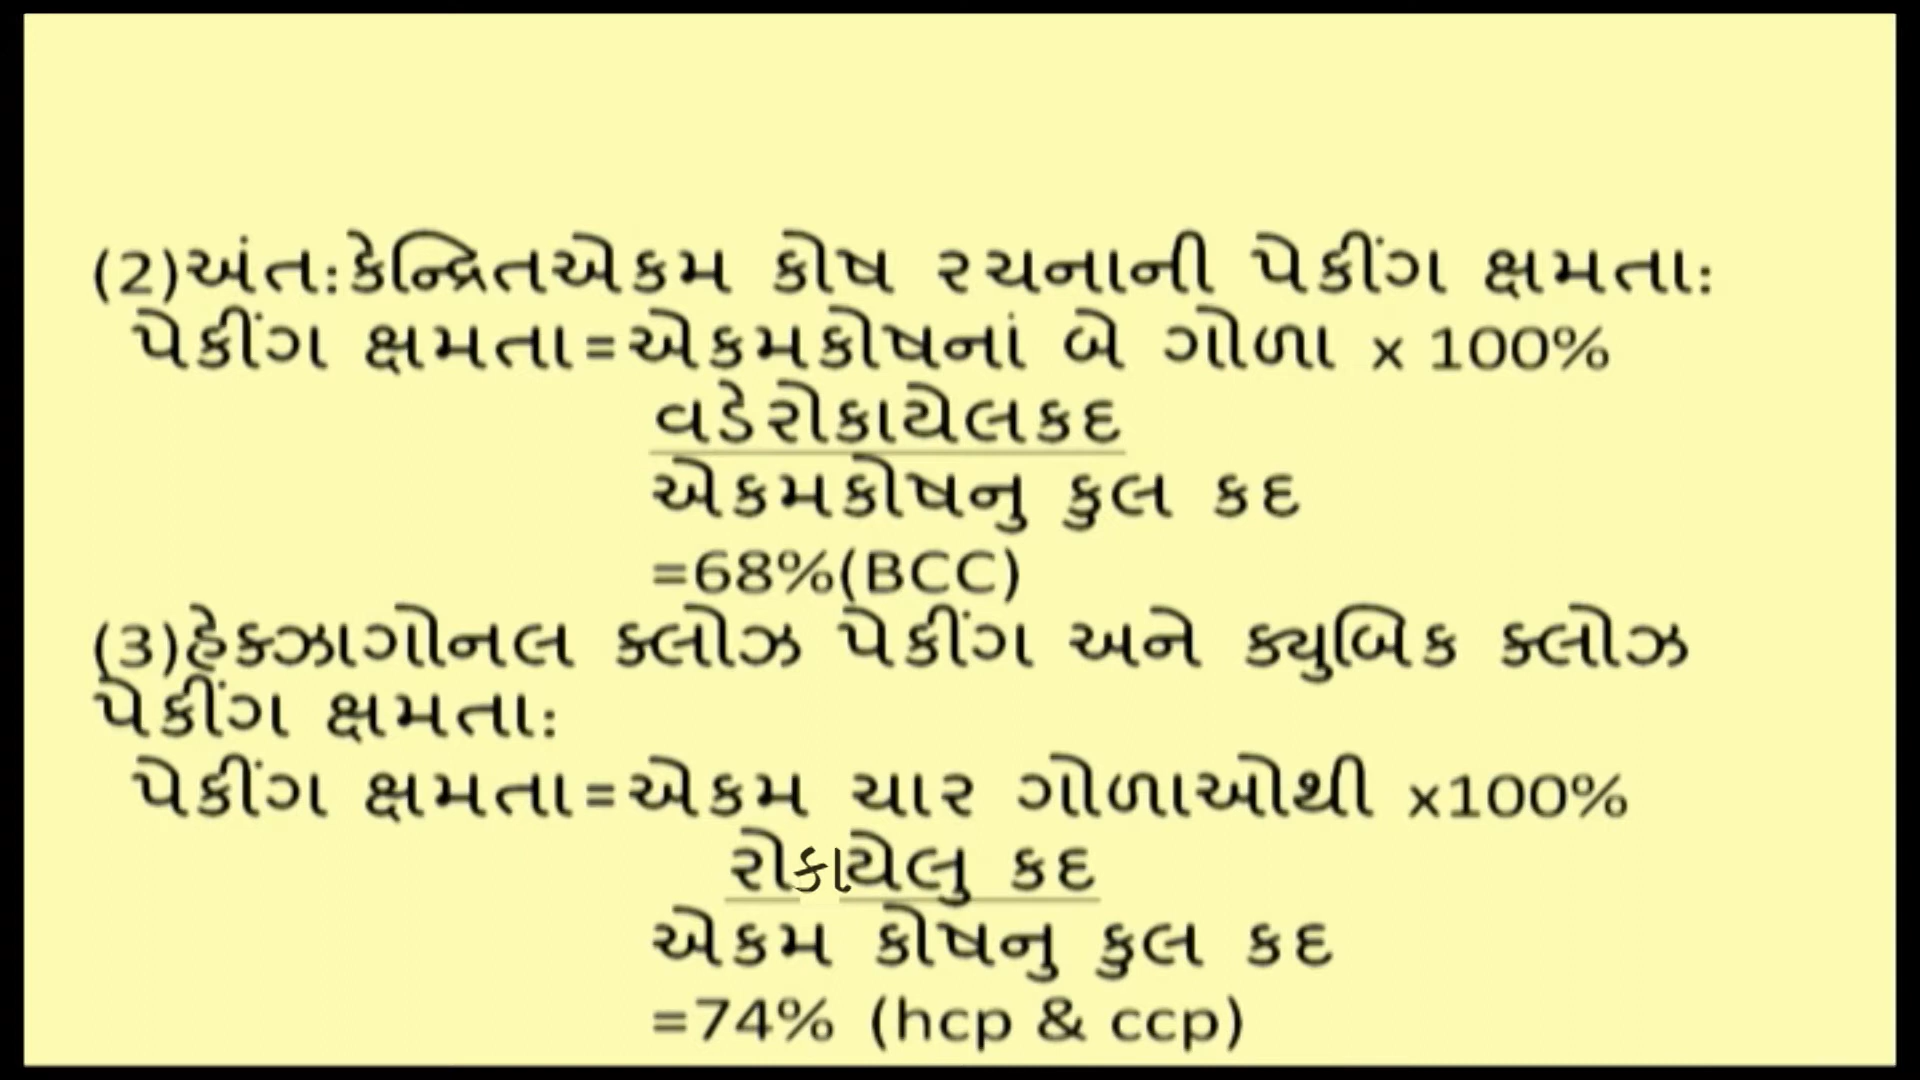 (2)અંત:કેન્દ્રિતએકમ કોષ રચનાની પેકીંગ ક્ષમતા:
પેકીંગ ક્ષમતા=એકમકોષનાં બે ગોળા x 100%
વડેરોકાયેલકદ
એકમકોષનુ કુલ કદ
=68%(BCC)
(3)હેક્ઝાગોનલ ક્લોઝ પેકીંગ અને ક્યુબિક ક્લોઝ
પેકીંગ ક્ષમતા:
પેકીંગ ક્ષમતા=એકમ ચાર ગોળાઓથી x100%
રોકાયેલુ કદ
એકમ કોષનુ કુલ કદ
=74% (hcp & ccp)